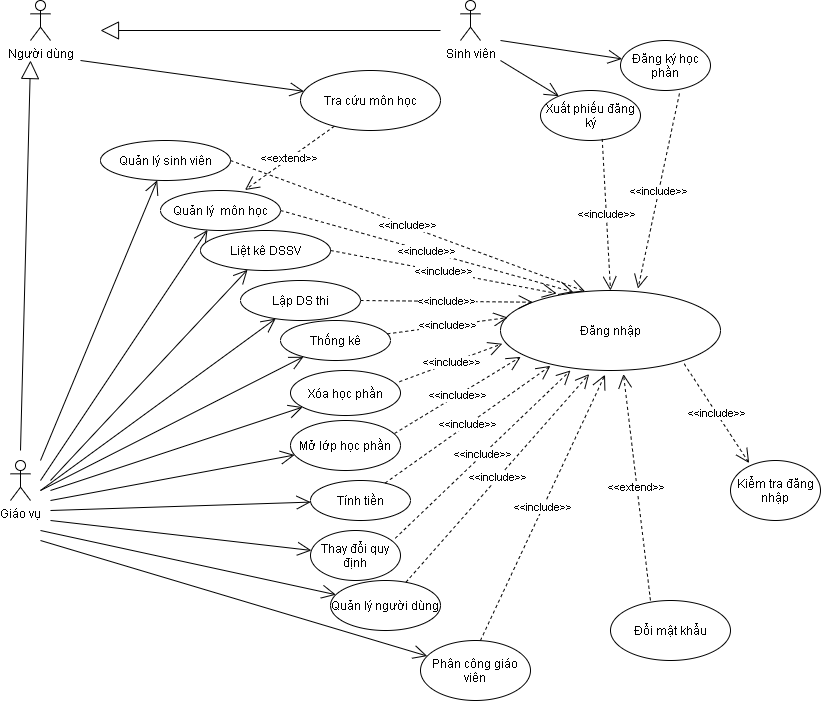 Người dùng
Sinh viên
Đăng ký học
phần
Tra cứu môn học
Xuất phiếu đăng
ký
<<extend>>
Quản lý sinh viên
<<include>>
Quản lý  môn học
<<include>>
<<include>>
Liệt kê DSSV
<<include>>
<<include>>
Lập DS thi
<<include>>
Thống kê
<<include>>
Đăng nhập
<<include>>
Xóa học phần
<<include>>
<<include>>
<<include>>
Mở lớp học phần
<<include>>
<<include>>
Kiểm tra đăng
nhập
<<extend>>
Tính tiền
<<include>>
Giáo vụ
Thay đổi quy
định
Quản lý người dùng
Đổi mật khẩu
Phân công giáo
viên